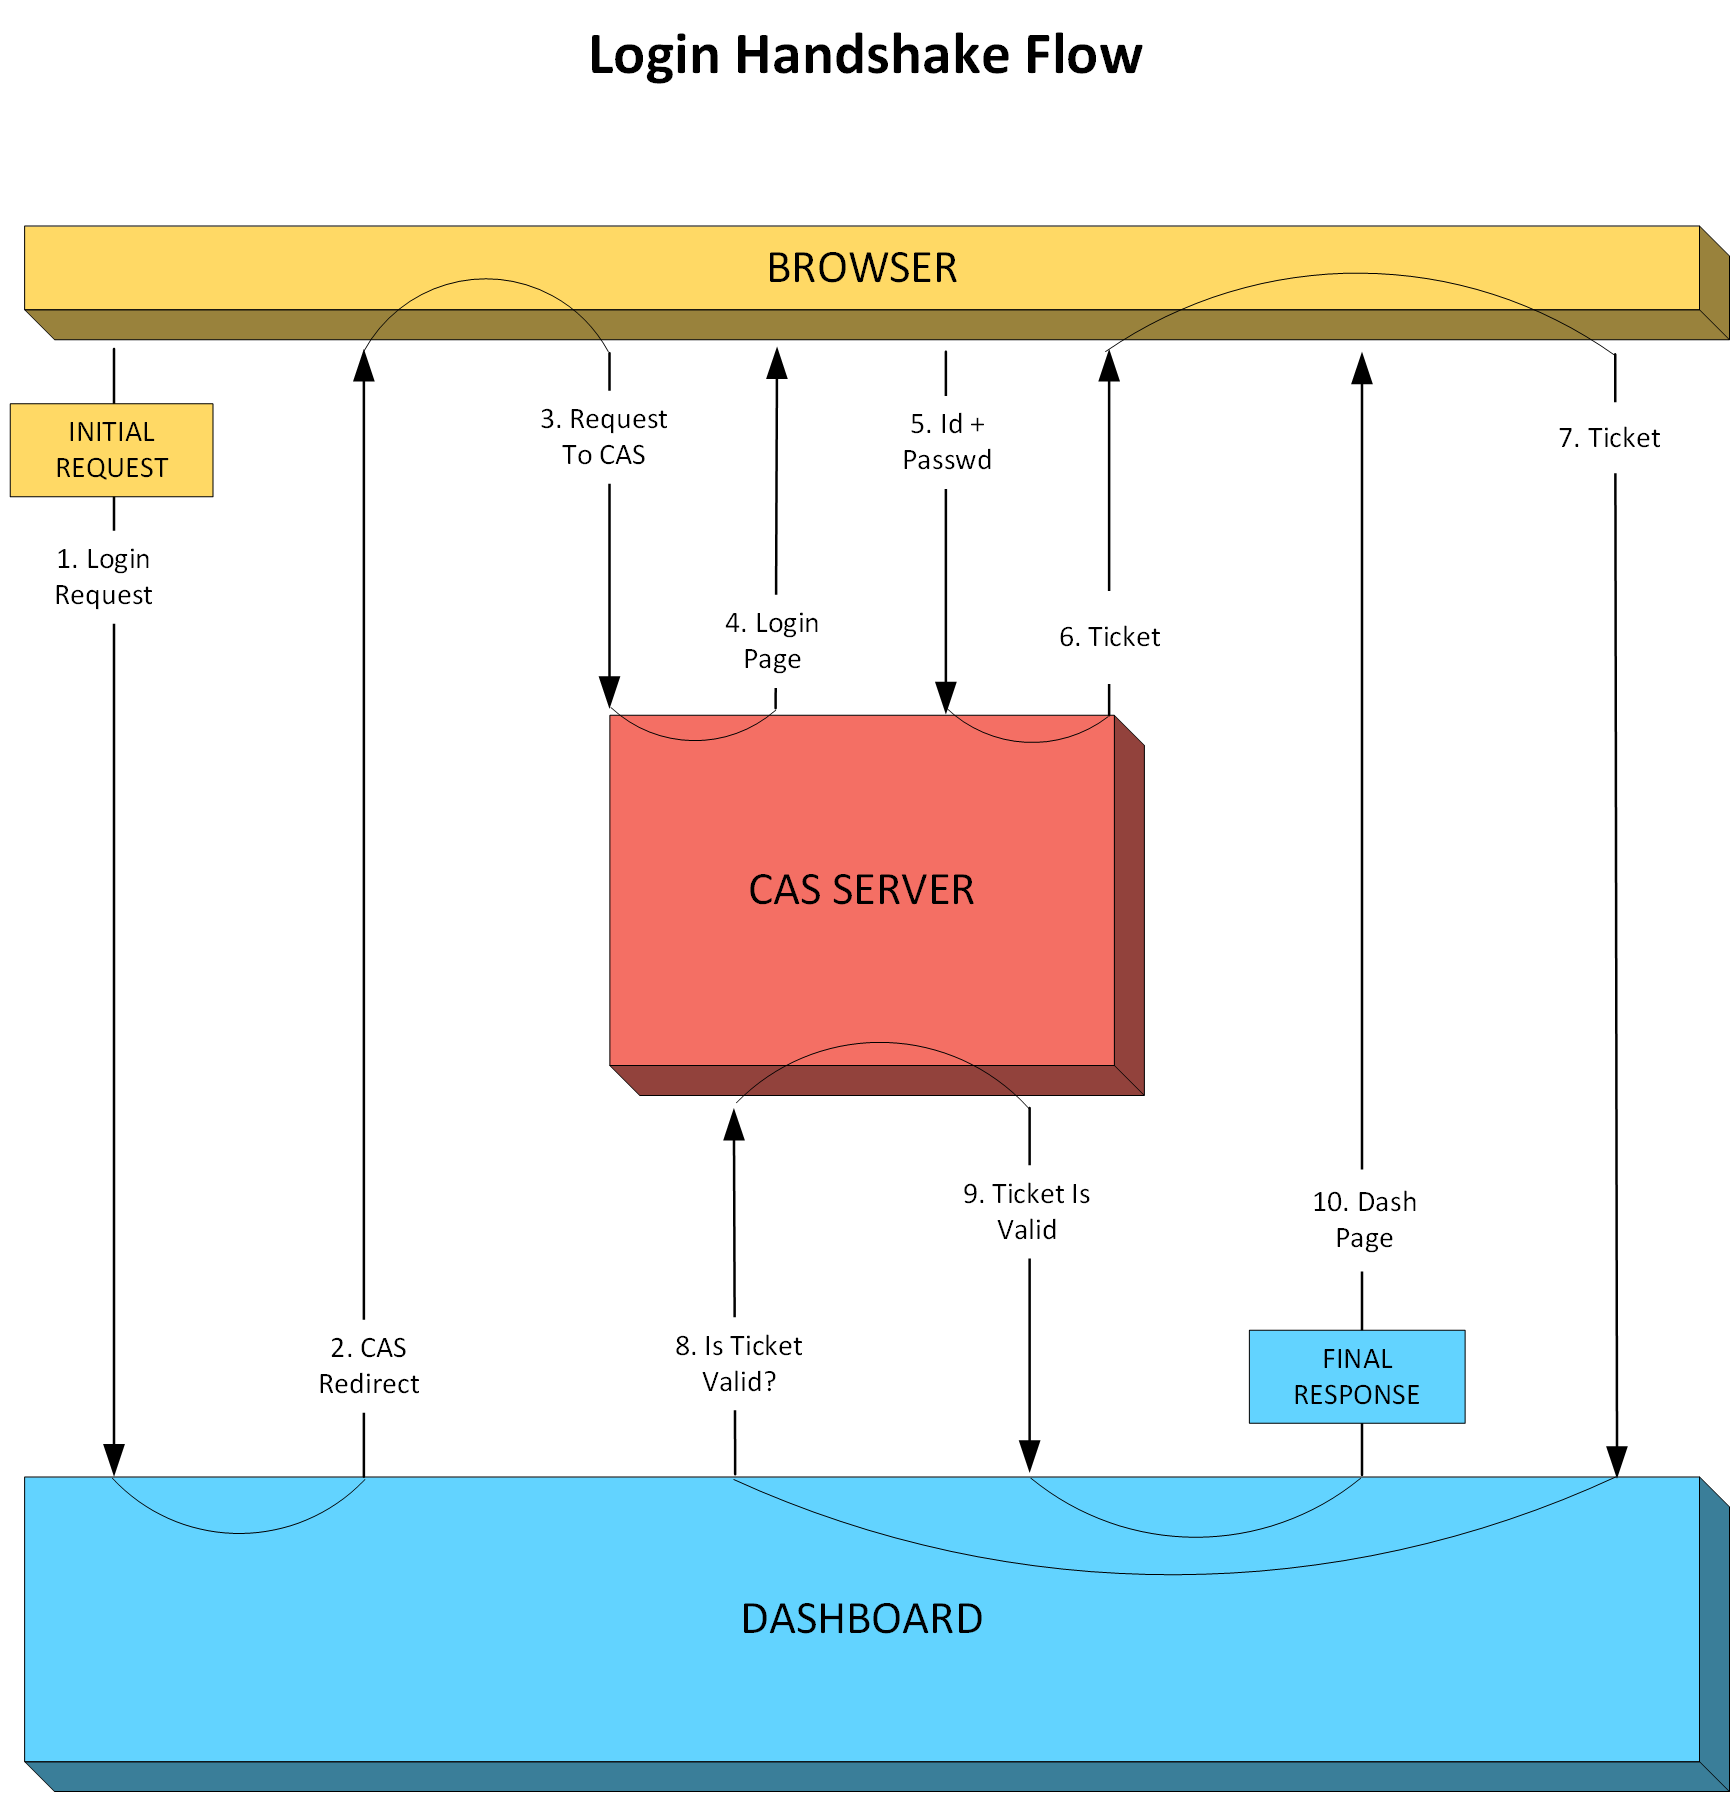 Login Handshake Flow
BROWSER
INITIAL
REQUEST
1. Login
Request
2. CAS
Redirect
3. Request
To CAS
4. Login
Page
5. Id +
Passwd
6. Ticket
7. Ticket
CAS SERVER
8. Is Ticket
Valid?
9. Ticket Is
Valid
10. Dash
Page
FINAL
RESPONSE
DASHBOARD